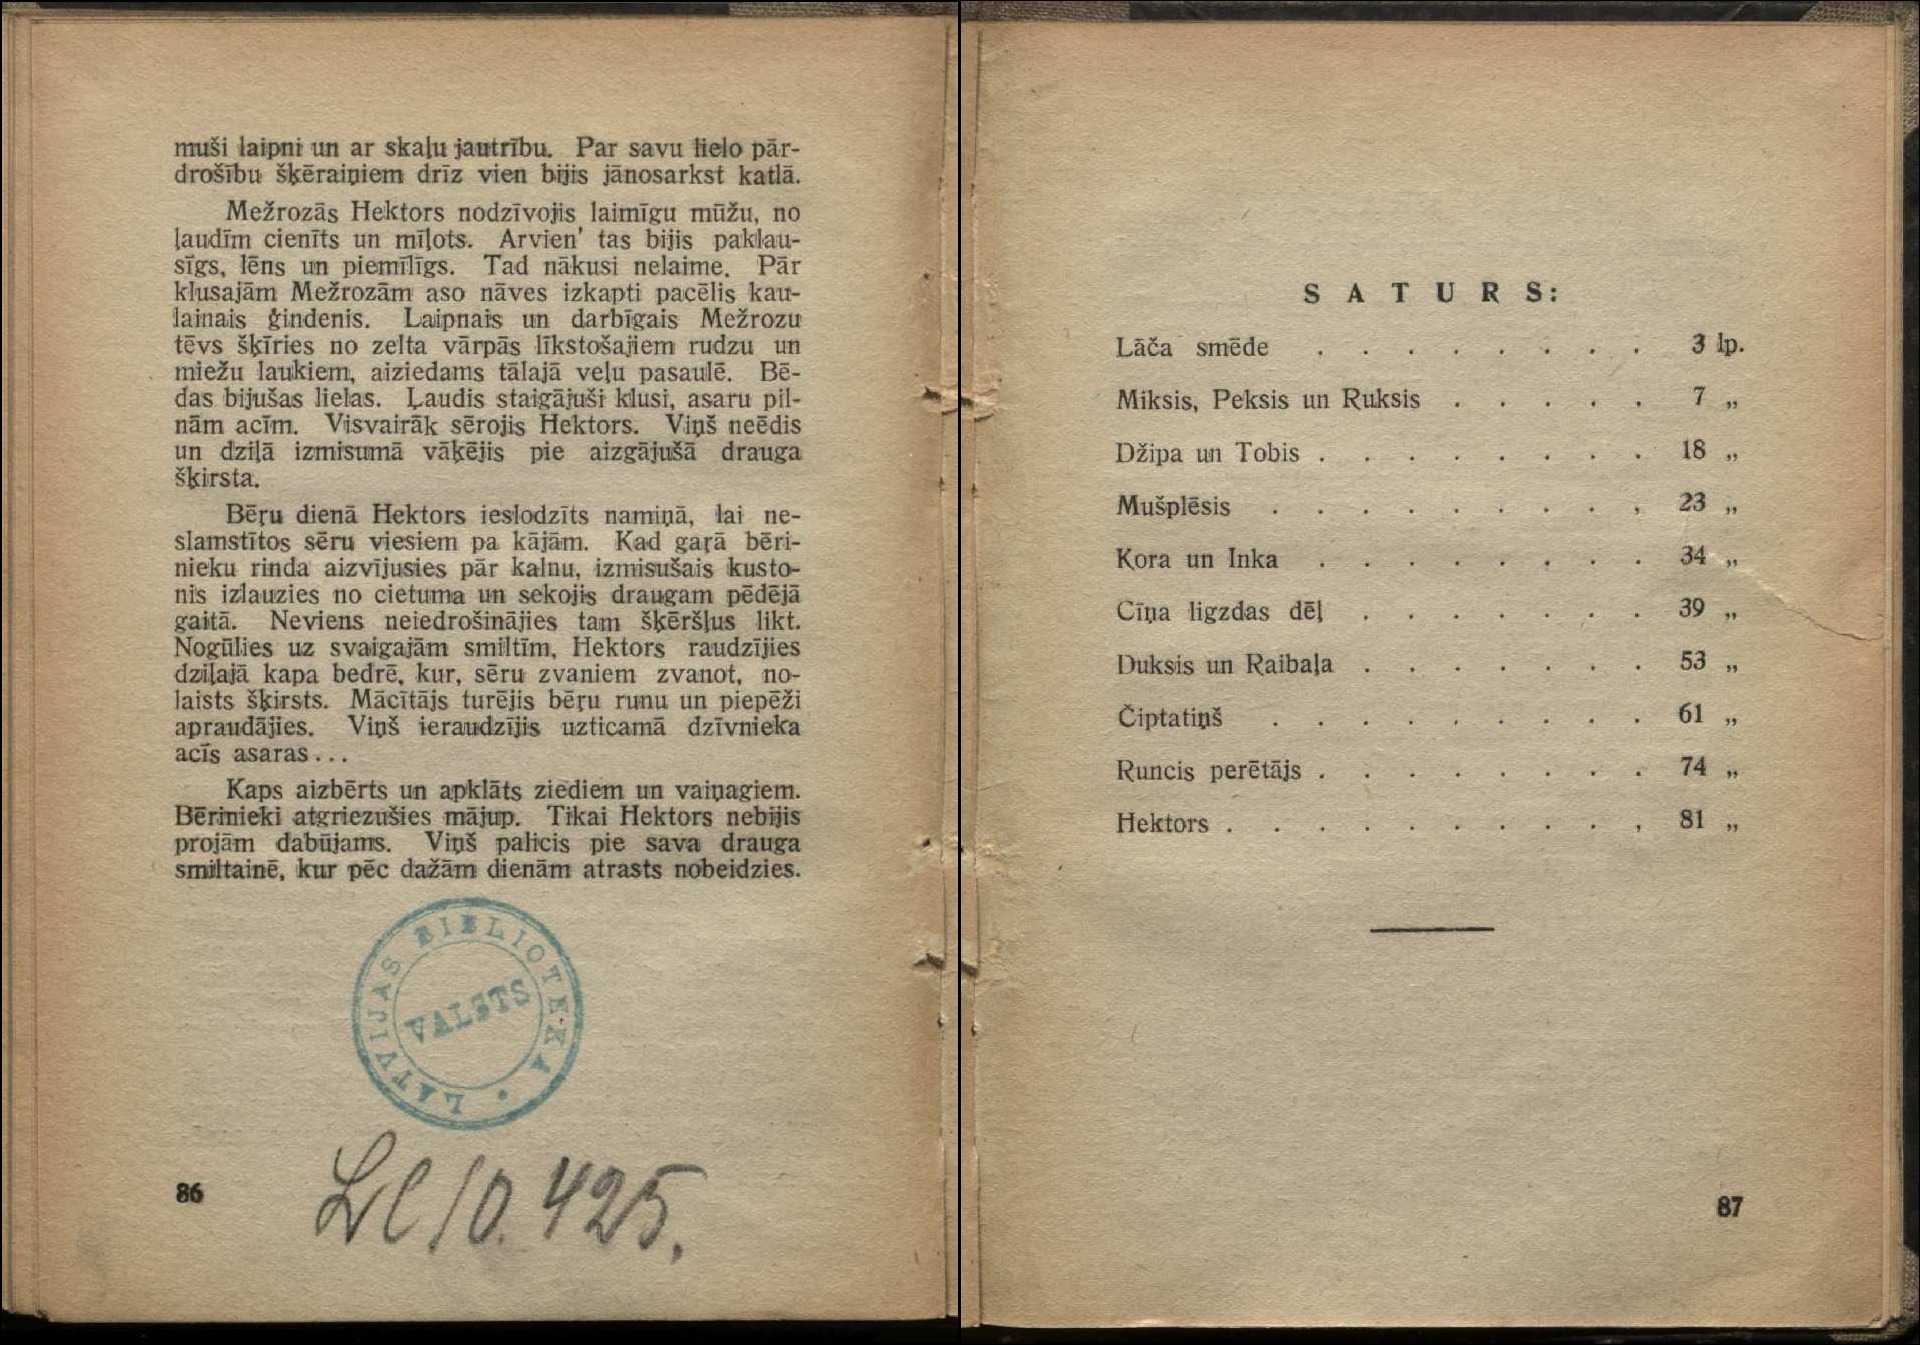 muši laipni un ar skaļu jautrību. Par savu lielo pār-
drošību šķēraiņiem drīz vien bijis jānosarkst katlā.
Mežrozās Hektors nodzīvojis laimīgu mūžu, no
ļaudīm cienīts un mīļots. Arvien' tas bijis paklau-
sīgs, lēns un piemīlīgs. Tad nākusi nelaime. Pār
klusajām Mežrozām aso nāves izkapti pacēlis kau-
lainais ģindenis. Laipnais un darbīgais Mežrozu
tēvs šķīries no zelta vārpās līkstošajiem rudzu un
miežu laukiem, aiziedams tālajā veļu pasaulē. Bē-
das bijušas lielas. Ļaudis staigājuši klusi, asaru pil-
nām acīm. Visvairāk sērojis Hektors. Viņš neēdis
un dziļā izmisumā vāķējis pie aizgājušā drauga
šķirsta.
Bēŗu dienā Hektors ieslodzīts namiņā, lai ne-
slamstītos sēru viesiem pa kājām. Kad gaŗā bēri-
nieku rinda aizvījusies pār kalnu, izmisušais kusto-
nis izlauzies no cietuma un sekojis draugam pēdējā
gaitā. Neviens neiedrošinājies tam šķēršļus likt.
Nogūlies uz svaigajām smiltīm, Hektors raudzījies
dziļajā kapa bedrē, kur, sēru zvaniem zvanot, no-
laists šķirsts. Mācītājs turējis bēŗu runu un piepēži
apraudājies. Viņš ieraudzījis uzticamā dzīvnieka
acīs asaras...
Kaps aizbērts un apklāts ziediem un vaiņagiem.
Bērinieki atgriezušies mājup. Tikai Hektors nebijis
projām dabūjams. Viņš palicis pie sava drauga
smiltainē, kur pēc dažām dienām atrasts nobeidzies.
LATVIJAS BIBLIOTEKA
VALSTS
86
Ll 10.425.
SATURS:
Lāča smēde . . . . . . . . 3 lp.
Miksis, Peksis un Ruksis . . . . . 7 „
Džipa un Tobis . . . . . . . . 18 „
Mušplēsis . . . . . . . . . 23 „
Kora un Inka . . . . . . . . 34 „
Cīņa ligzdas dēļ . . . . . . . 39 „
Duksis un Raibaļa . . . . . . . 53 „
Čiptatiņš . . . . . . . . . 61 „
Runcis perētājs . . . . . . . . 74 „
Hektors . . . . . . . . . . 81 „
87